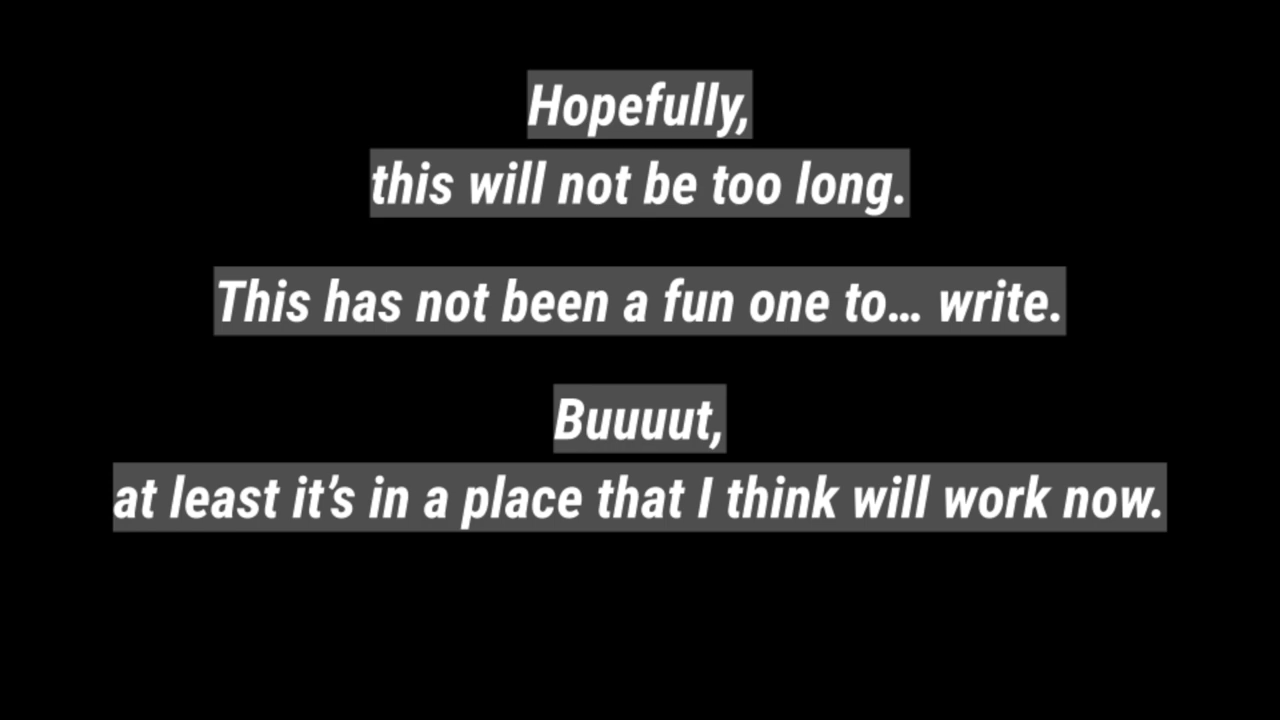 Hopefully,
this will not be too long.
This has not been a fun one to… write.
Buuuut,
at least it’s in a place that I think will work now.